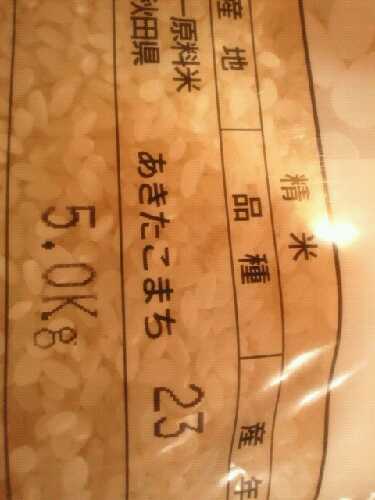 精米
産地 品種 産年
一原料米
秋田県 あきたこまち 23
5.0Kg